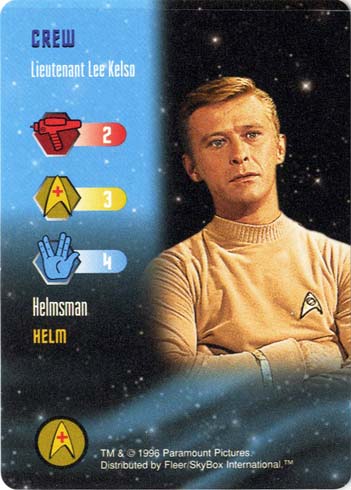 CREW
Lieutenant Lee Kelso
2
3
4
Helmsman
HELM
TM & © 1996 Paramount Pictures.
Distributed by Fleer/SkyBox International.™